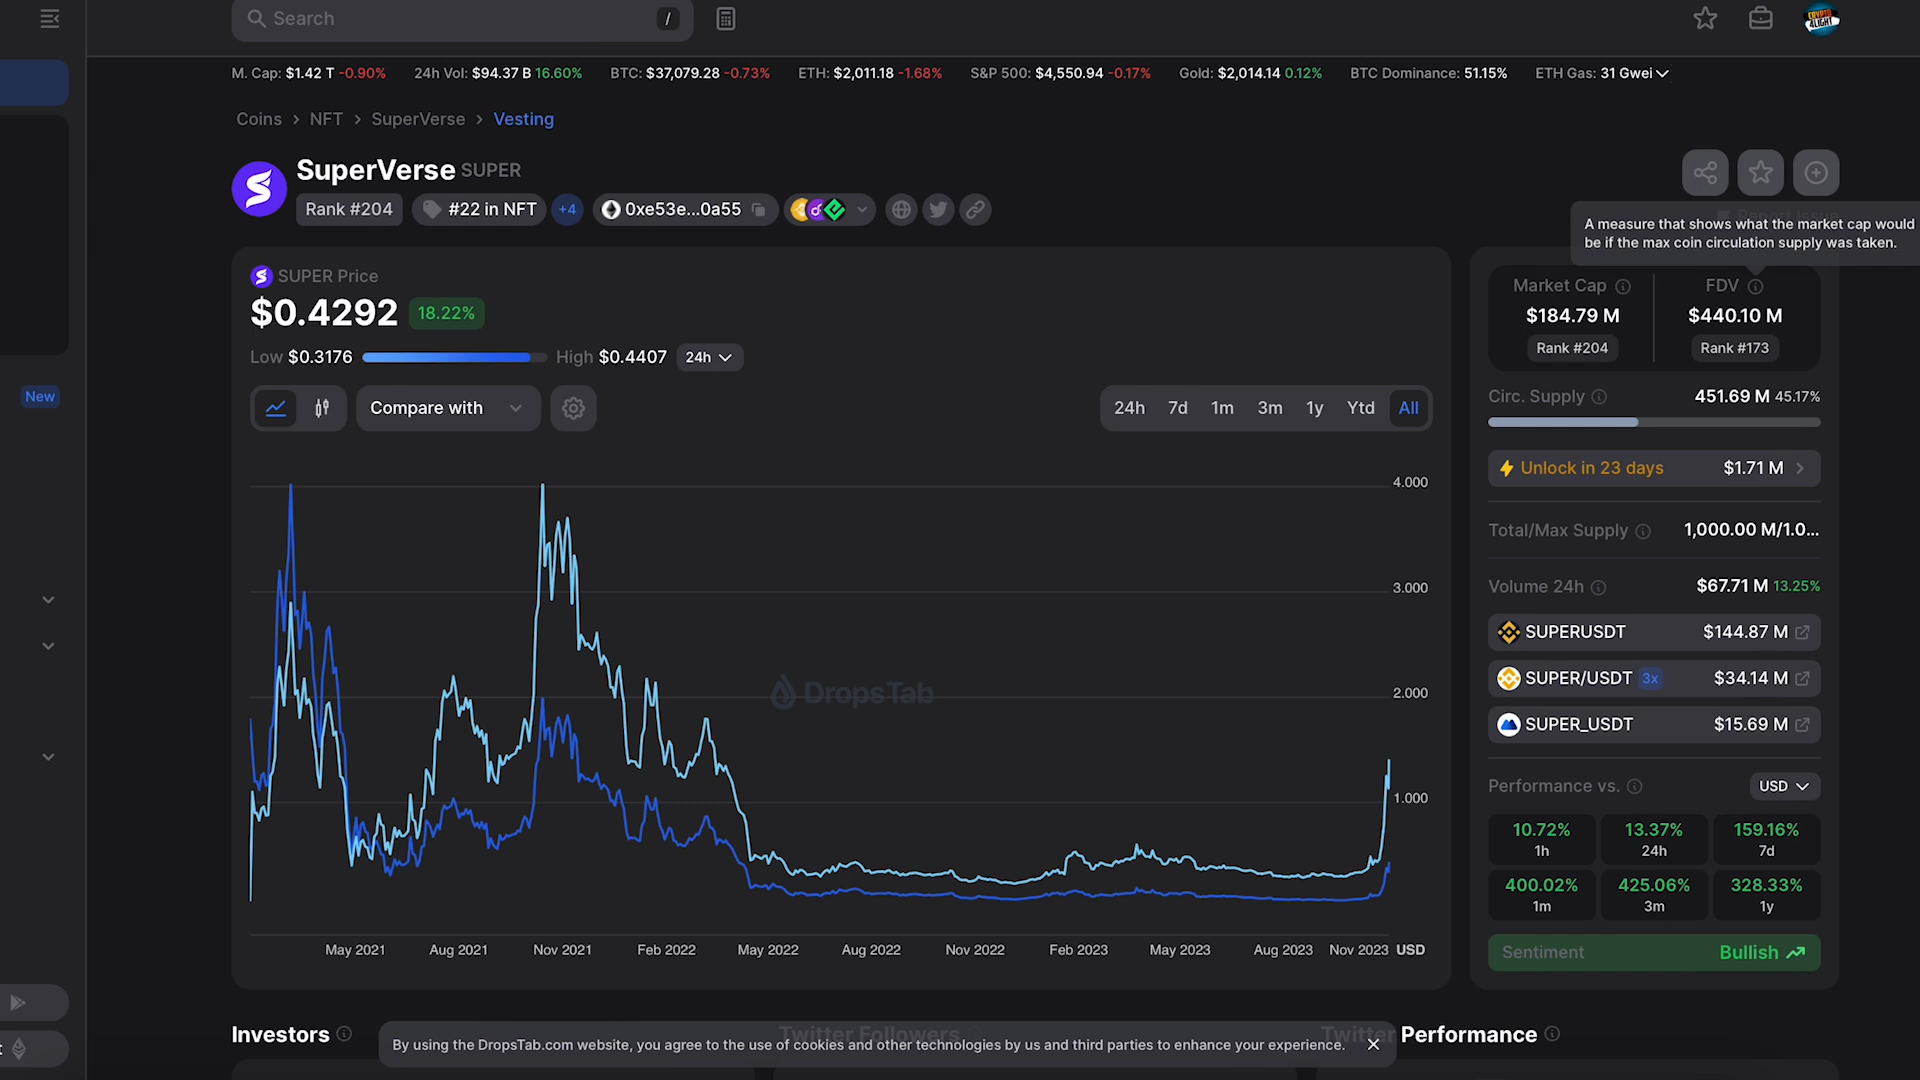 Search /
CRYPTO
4LIGHT
M. Cap: $1.42 T -0.90% 24h Vol: $94.37 B 16.60% BTC: $37,079.28 -0.73% ETH: $2,011.18 -1.68% S&P 500: $4,550.94 -0.17% Gold: $2,014.14 0.12% BTC Dominance: 51.15% ETH Gas: 31 Gwei
Coins > NFT > SuperVerse > Vesting
SuperVerse SUPER
Rank #204 #22 in NFT +4 0xe53e...0a55
A measure that shows what the market cap would
be if the max coin circulation supply was taken.
SUPER Price
$0.4292 18.22%
Low $0.3176 High $0.4407 24h
Compare with
24h 7d 1m 3m 1y Ytd All
4.000
3.000
2.000
1.000
DropsTab
May 2021 Aug 2021 Nov 2021 Feb 2022 May 2022 Aug 2022 Nov 2022 Feb 2023 May 2023 Aug 2023 Nov 2023 USD
Market Cap FDV
$184.79 M $440.10 M
Rank #204 Rank #173
Circ. Supply 451.69 M 45.17%
Unlock in 23 days $1.71 M
Total/Max Supply 1,000.00 M/1.0...
Volume 24h $67.71 M 13.25%
SUPERUSDT $144.87 M
SUPER/USDT 3x $34.14 M
SUPER_USDT $15.69 M
Performance vs. USD
10.72% 13.37% 159.16%
1h 24h 7d
400.02% 425.06% 328.33%
1m 3m 1y
Sentiment Bullish
New
Investors Twitter Followers Twitter Performance
By using the DropsTab.com website, you agree to the use of cookies and other technologies by us and third parties to enhance your experience.